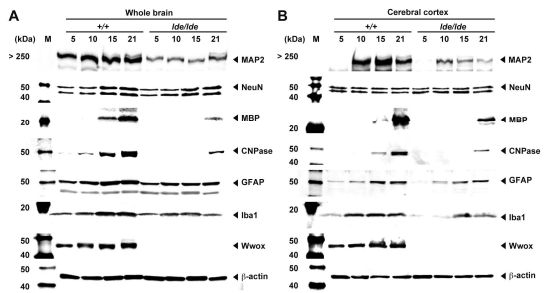 A Whole brain
+/+ lde/lde
M 5 10 15 21 5 10 15 21
(kDa)
> 250 MAP2
50 NeuN
40
MBP
20
50 CNPase
GFAP
50
20
Iba1
50 Wwox
40
50 β-actin
40
B Cerebral cortex
+/+ lde/lde
M 5 10 15 21 5 10 15 21
(kDa)
> 250 MAP2
50 NeuN
40
MBP
20
50 CNPase
50 GFAP
20
Iba1
50 Wwox
40
50 β-actin
40